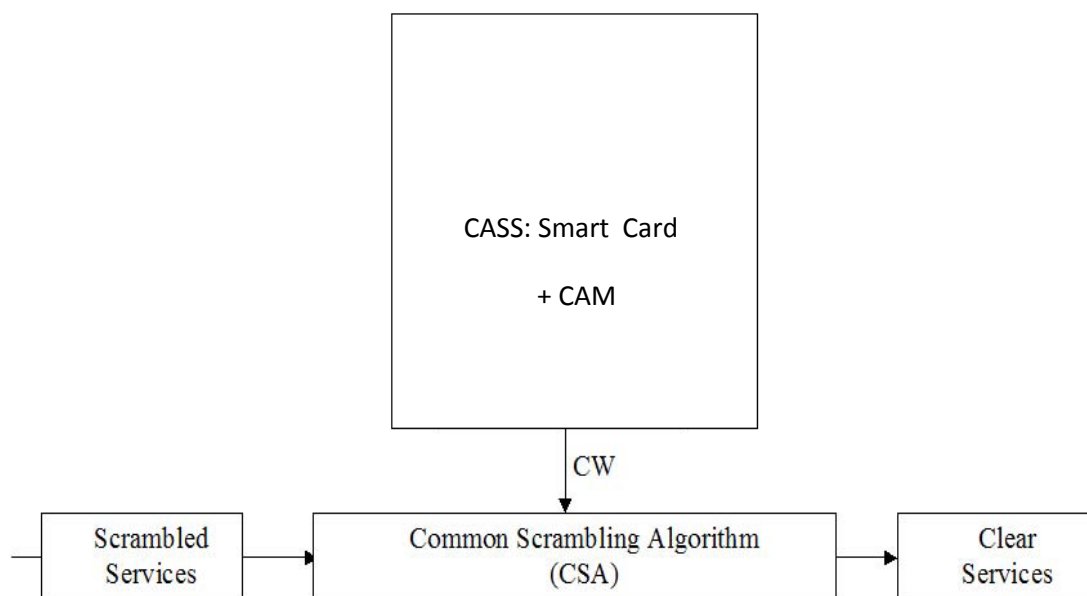 CASS: Smart Card
+ CAM
CW
Scrambled
Services
Common Scrambling Algorithm
(CSA)
Clear
Services